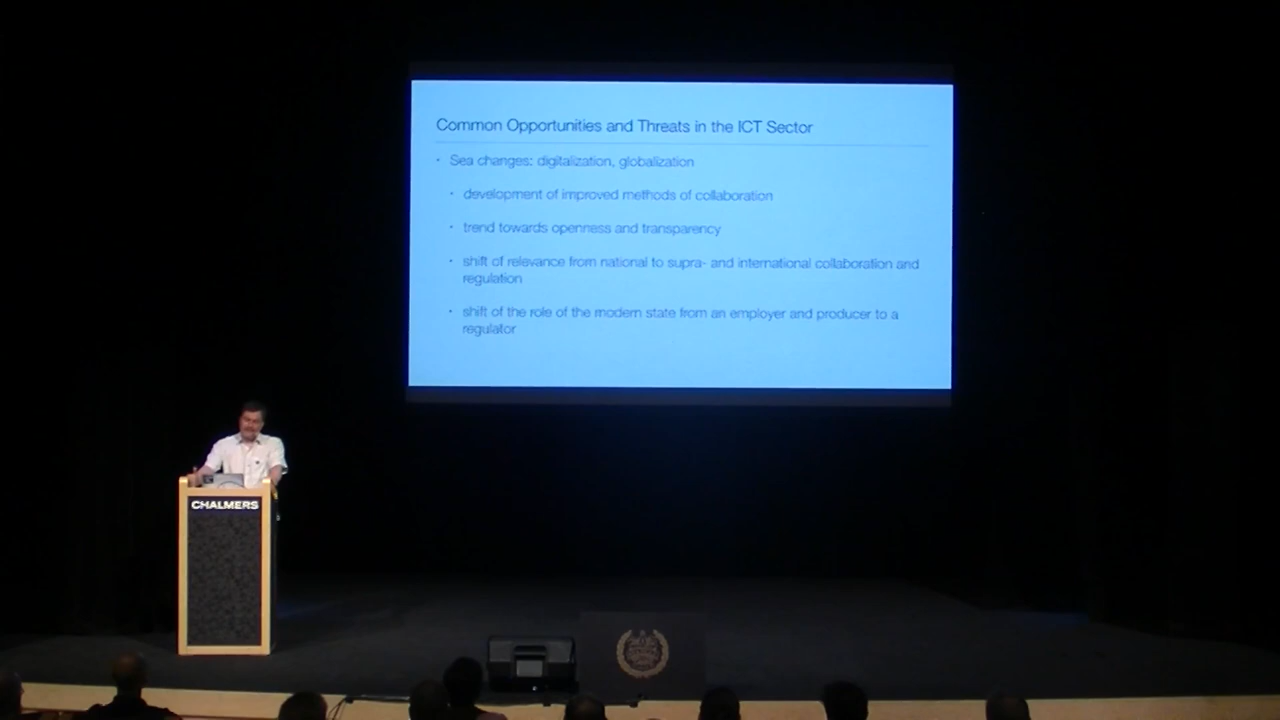 Common Opportunities and Threats in the ICT Sector
• Sea changes: digitalization, globalization
• development of improved methods of collaboration
• trend towards openness and transparency
• shift of relevance from national to supra- and international collaboration and
regulation
• shift of the role of the modern state from an employer and producer to a
regulator
CHALMERS